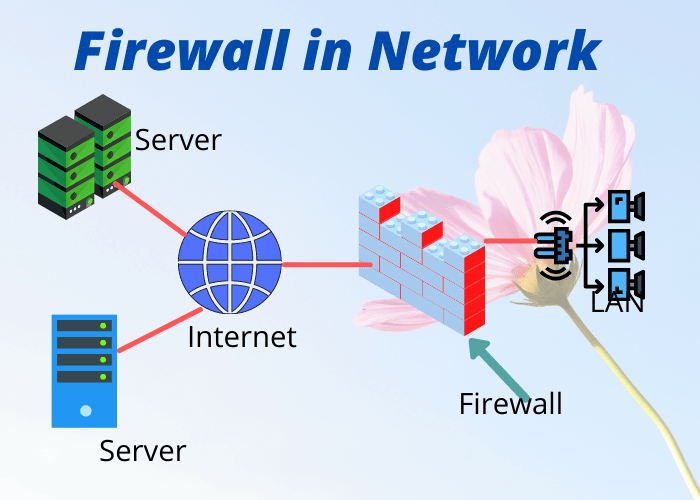 Firewall in Network
Server
Internet
LAN
Firewall
Server